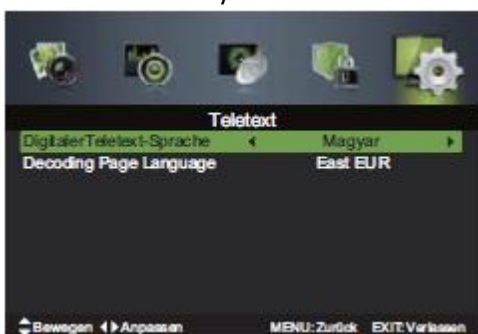 Teletext
DigitalerTeletext-Sprache Magyar
Decoding Page Language East EUR
Bewegen Anpassen MENU:Zurück EXIT:Verlassen